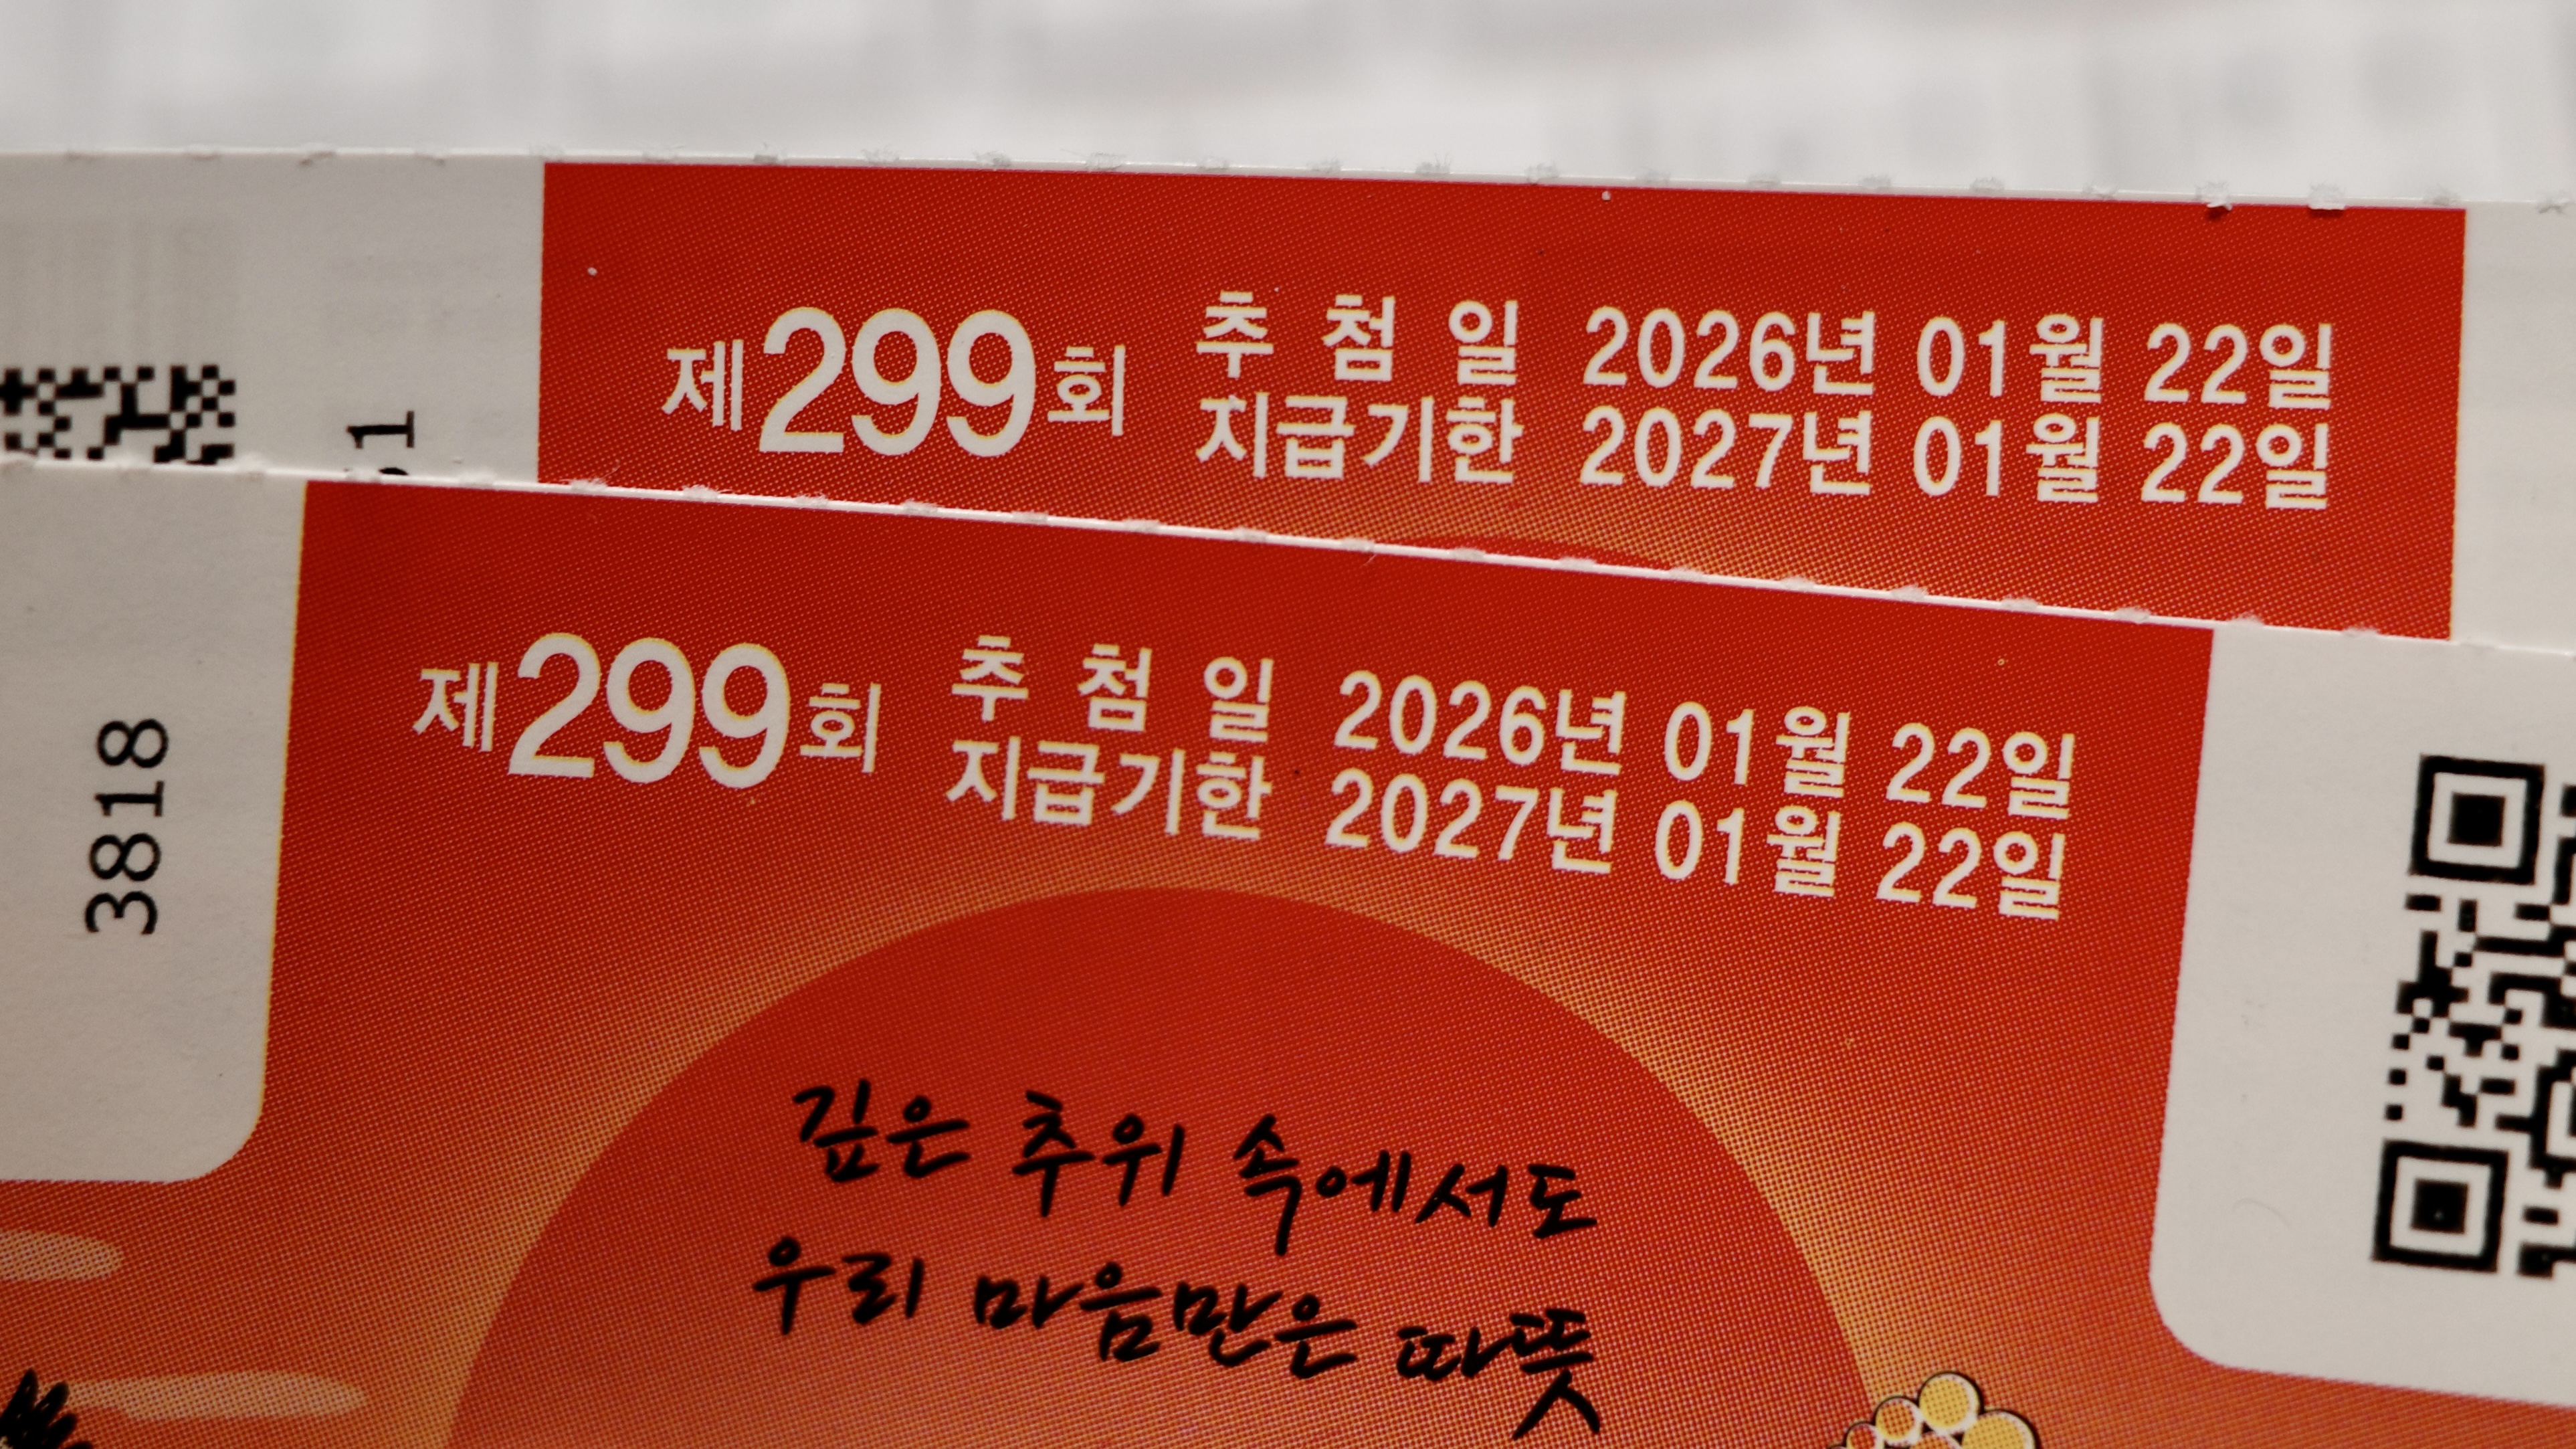 제299회
추 첨 일 2026년 01월 22일
지급기한 2027년 01월 22일
제299회
추 첨 일 2026년 01월 22일
지급기한 2027년 01월 22일
3818
깊은 추위 속에서도
우리 마음만은 따뜻